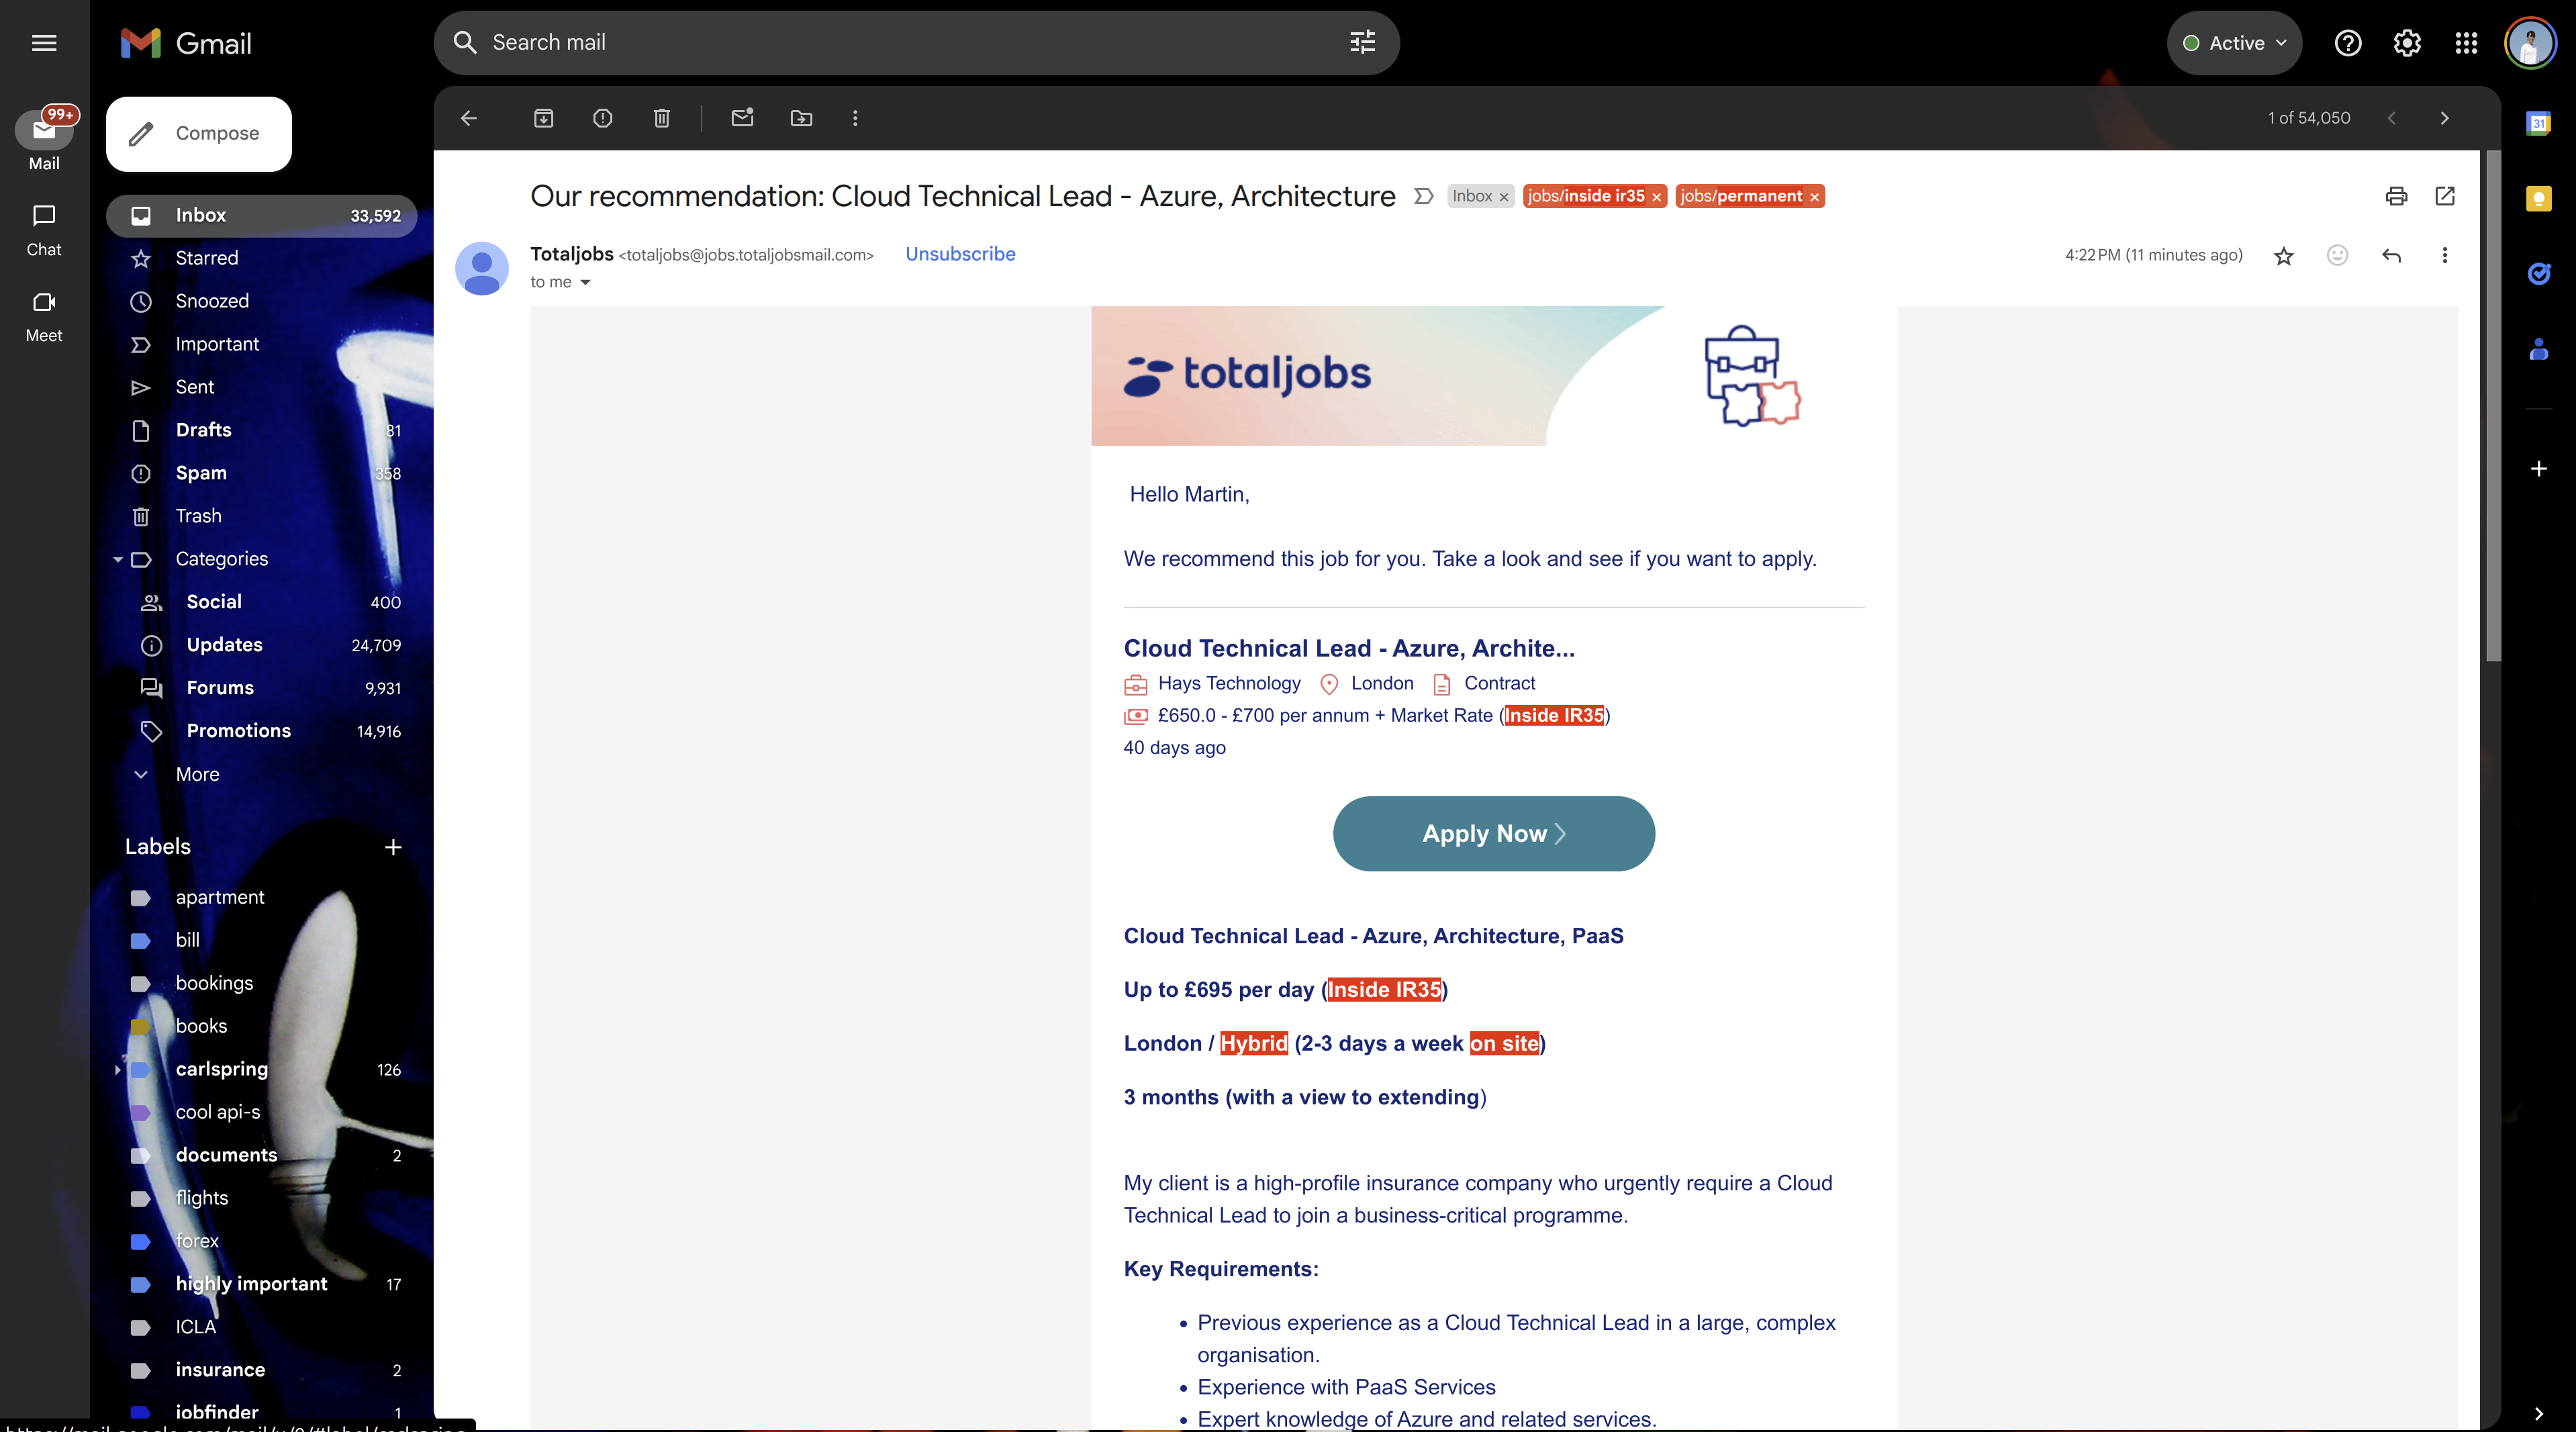 Gmail
Search mail
Active
99+
Mail
Chat
Meet
Compose
Inbox 33,592
Starred
Snoozed
Important
Sent
Drafts 81
Spam 358
Trash
Categories
Social 400
Updates 24,709
Forums 9,931
Promotions 14,916
More
Labels
apartment
bill
bookings
books
carlspring 126
cool api-s
documents 2
flights
forex
highly important 17
ICLA
insurance 2
jobfinder 1
1 of 54,050
31
Our recommendation: Cloud Technical Lead - Azure, Architecture Inbox × jobs/inside ir35 × jobs/permanent ×
Totaljobs <totaljobs@jobs.totaljobsmail.com> Unsubscribe 4:22 PM (11 minutes ago)
to me
totaljobs
Hello Martin,
We recommend this job for you. Take a look and see if you want to apply.
Cloud Technical Lead - Azure, Archite...
Hays Technology London Contract
£650.0 - £700 per annum + Market Rate (Inside IR35)
40 days ago
Apply Now
Cloud Technical Lead - Azure, Architecture, PaaS
Up to £695 per day (Inside IR35)
London / Hybrid (2-3 days a week on site)
3 months (with a view to extending)
My client is a high-profile insurance company who urgently require a Cloud
Technical Lead to join a business-critical programme.
Key Requirements:
• Previous experience as a Cloud Technical Lead in a large, complex
organisation.
• Experience with PaaS Services
• Expert knowledge of Azure and related services.